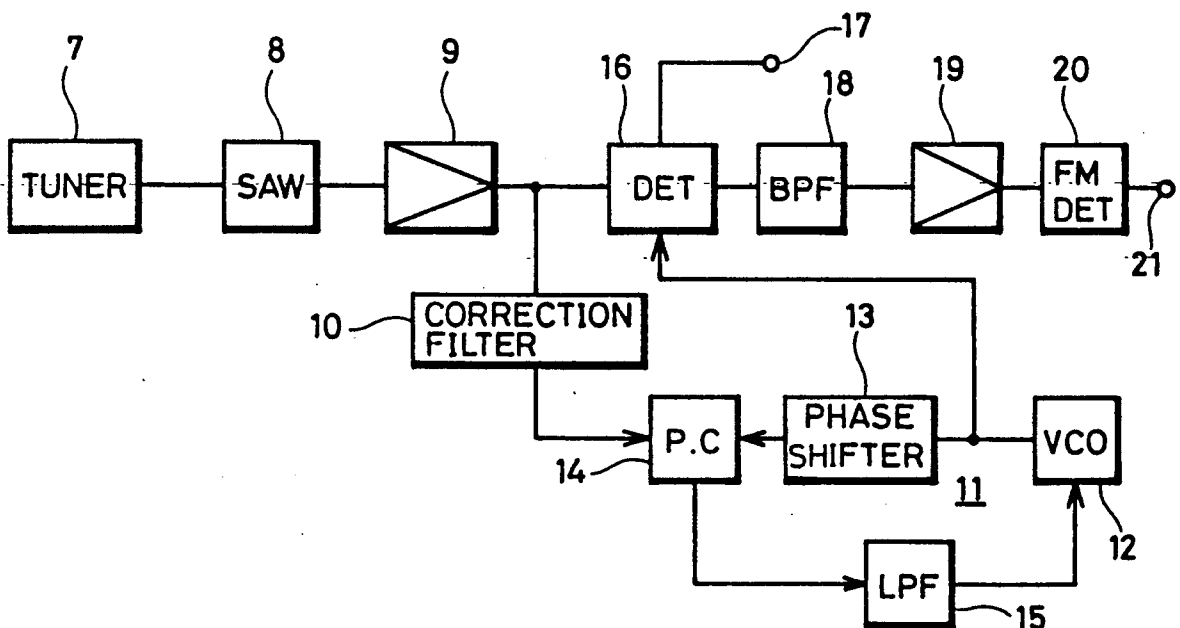 7
8
9
16
17
18
19
20
TUNER
SAW
DET
BPF
FM
DET
21
10
CORRECTION
FILTER
13
P.C
14
PHASE
SHIFTER
11
VCO
12
LPF
15